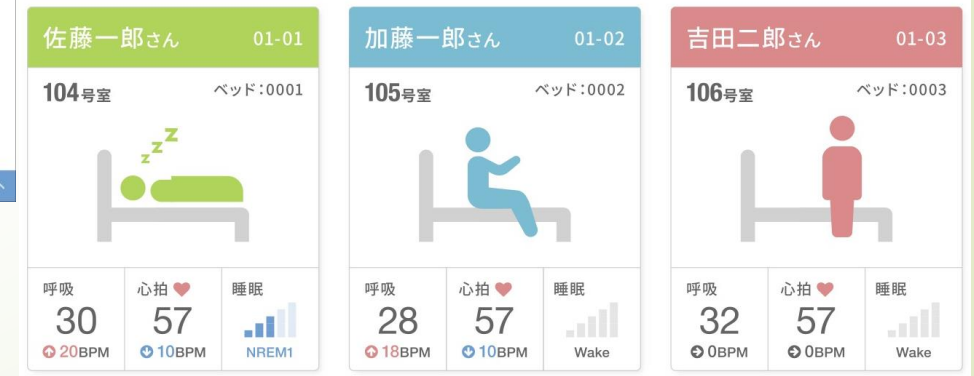 佐藤一郎さん 01-01
104号室 ベッド:0001
z z Z
呼吸 心拍 睡眠
30 57
20BPM 10BPM NREM1
加藤一郎さん 01-02
105号室 ベッド:0002
呼吸 心拍 睡眠
28 57
18BPM 10BPM Wake
吉田二郎さん 01-03
106号室 ベッド:0003
呼吸 心拍 睡眠
32 57
0BPM 0BPM Wake